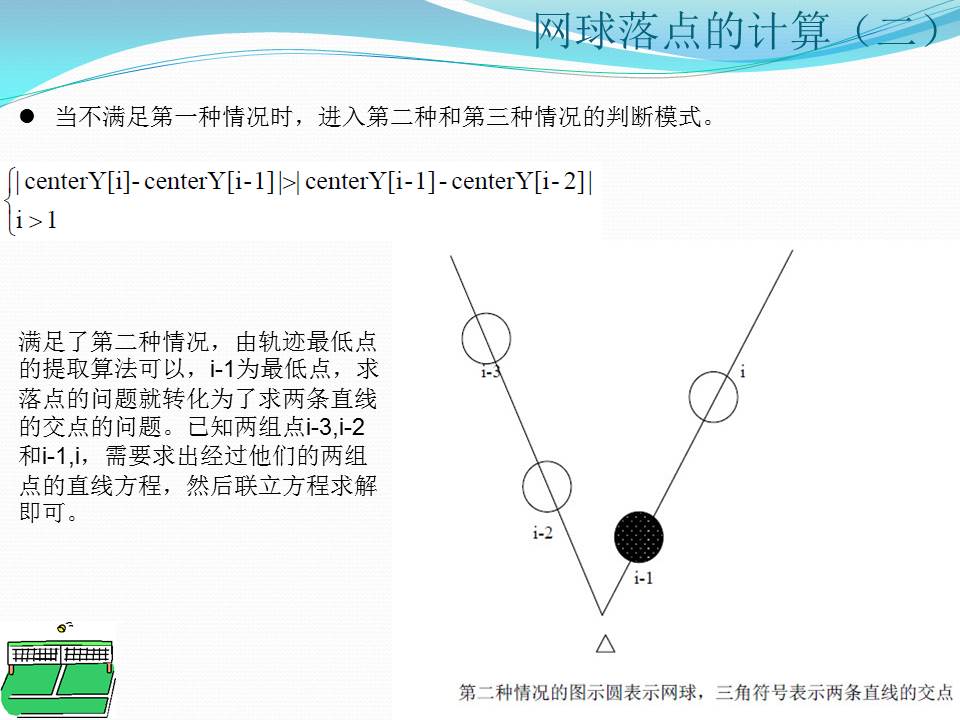 网球落点的计算（二）
● 当不满足第一种情况时，进入第二种和第三种情况的判断模式。
|centerY[i]-centerY[i-1]|>|centerY[i-1]-centerY[i-2]|
i>1
满足了第二种情况，由轨迹最低点
的提取算法可以，i-1为最低点，求
落点的问题就转化为了求两条直线
的交点的问题。已知两组点i-3,i-2
和i-1,i，需要求出经过他们的两组
点的直线方程，然后联立方程求解
即可。
i-3
i
i-2
i-1
第二种情况的图示圆表示网球，三角符号表示两条直线的交点